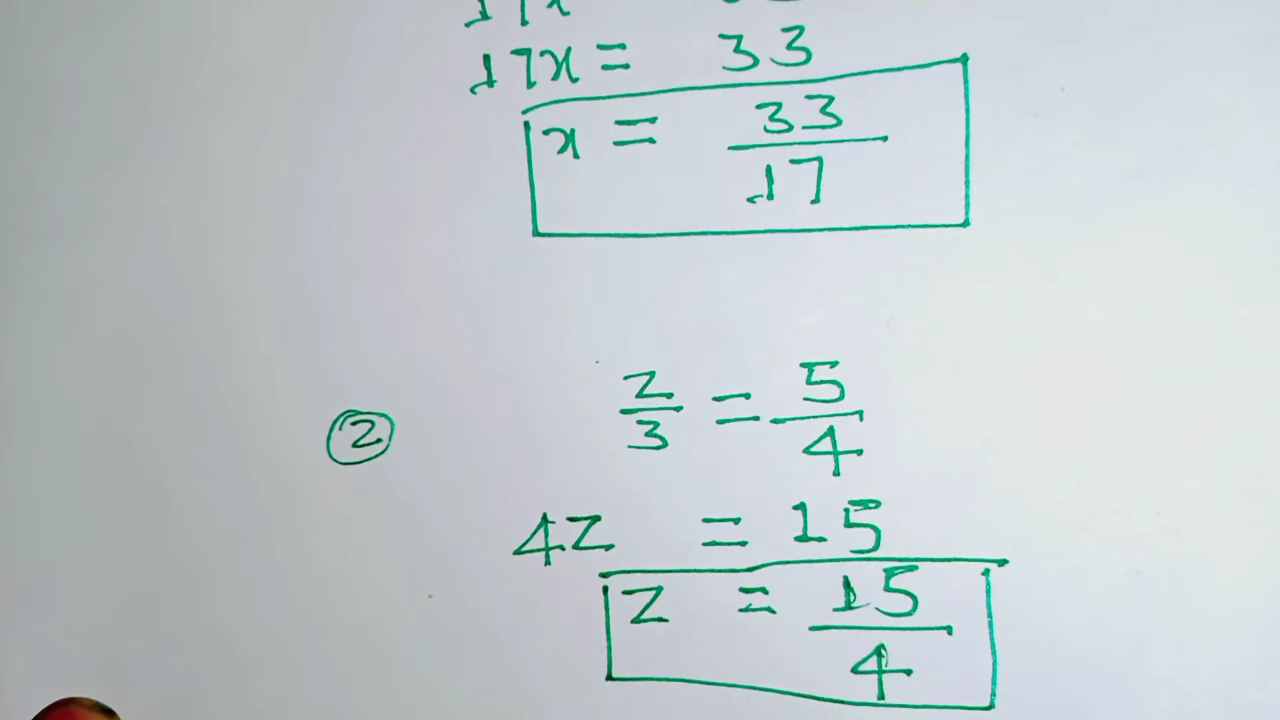 17x = 33
x = 33/17
② z/3 = 5/4
4z = 15
z = 15/4